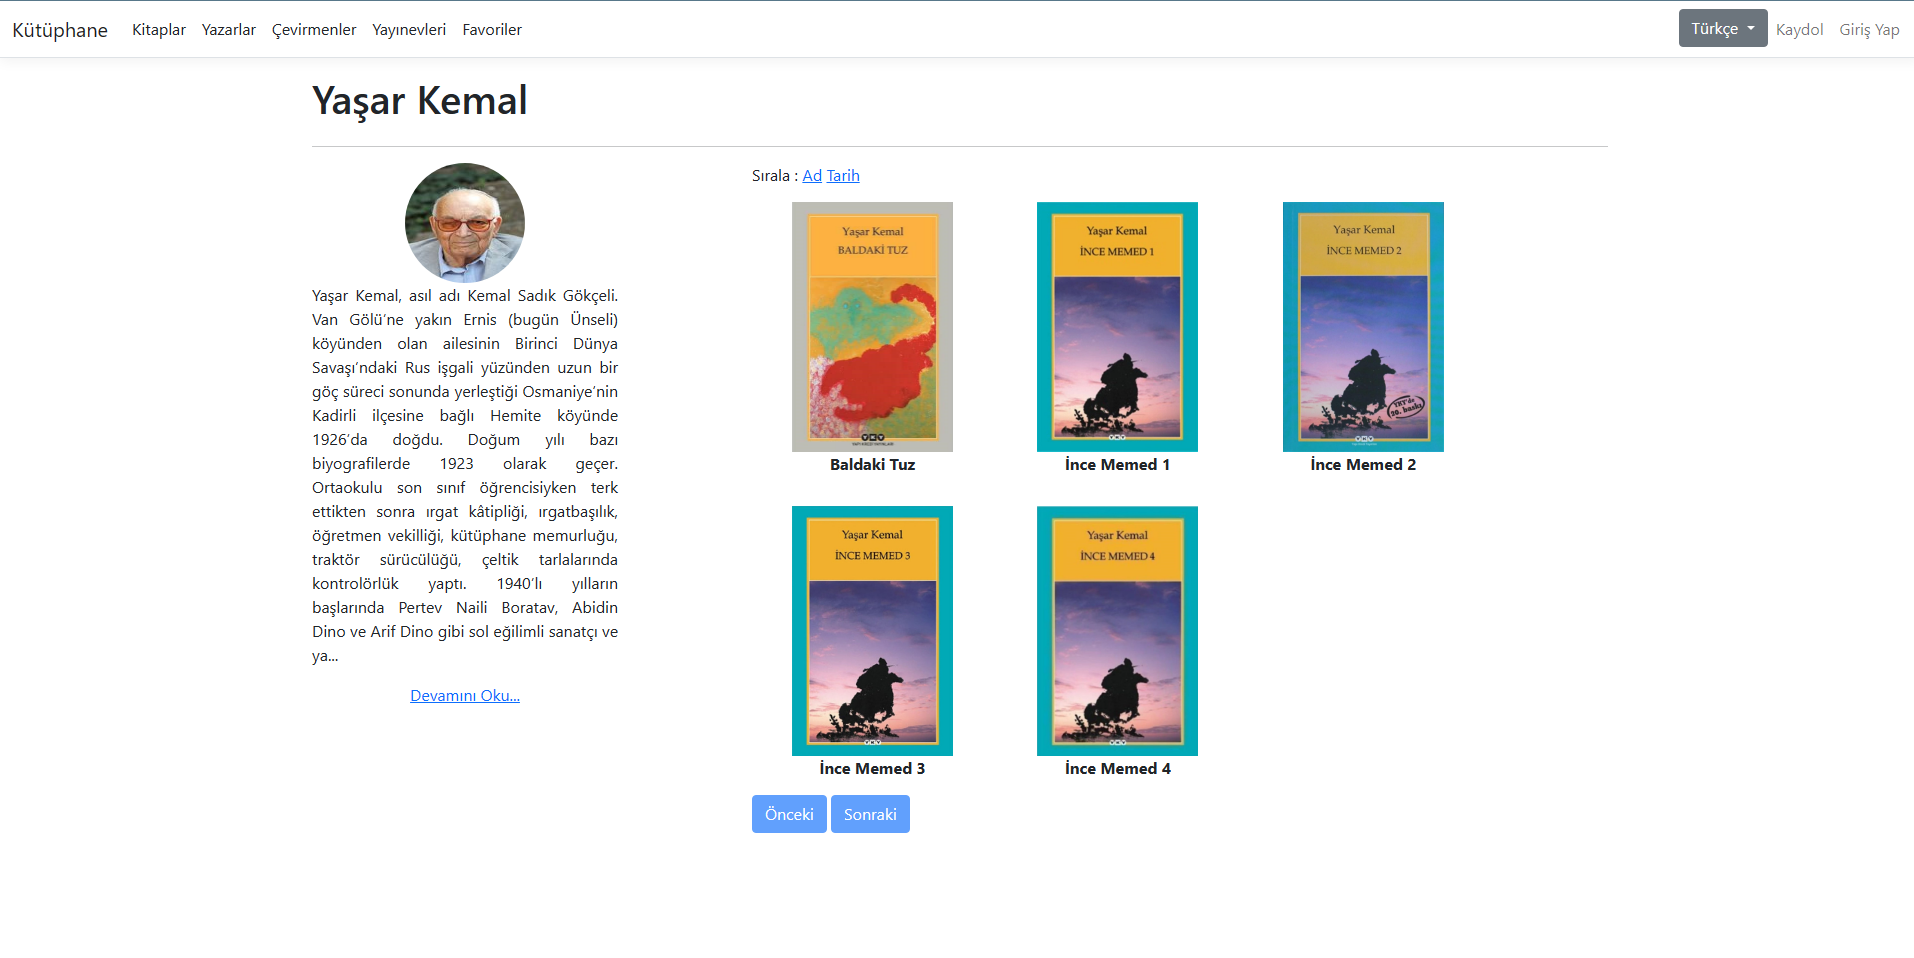 Kütüphane Kitaplar Yazarlar Çevirmenler Yayınevleri Favoriler Türkçe Kaydol Giriş Yap
Yaşar Kemal
Yaşar Kemal, asıl adı Kemal Sadık Gökçeli.
Van Gölü’ne yakın Ernis (bugün Ünseli)
köyünden olan ailesinin Birinci Dünya
Savaşı’ndaki Rus işgali yüzünden uzun bir
göç süreci sonunda yerleştiği Osmaniye’nin
Kadirli ilçesine bağlı Hemite köyünde
1926’da doğdu. Doğum yılı bazı
biyografilerde 1923 olarak geçer.
Ortaokulu son sınıf öğrencisiyken terk
ettikten sonra ırgat kâtipliği, ırgatbaşılık,
öğretmen vekilliği, kütüphane memurluğu,
traktör sürücülüğü, çeltik tarlalarında
kontrolörlük yaptı. 1940’lı yılların
başlarında Pertev Naili Boratav, Abidin
Dino ve Arif Dino gibi sol eğilimli sanatçı ve
ya...
Devamını Oku...
Sırala : Ad Tarih
Yaşar Kemal
BALDAKİ TUZ
Baldaki Tuz
Yaşar Kemal
İNCE MEMED 1
İnce Memed 1
Yaşar Kemal
İNCE MEMED 2
YKY'de
20. baskı
İnce Memed 2
Yaşar Kemal
İNCE MEMED 3
İnce Memed 3
Yaşar Kemal
İNCE MEMED 4
İnce Memed 4
Önceki Sonraki